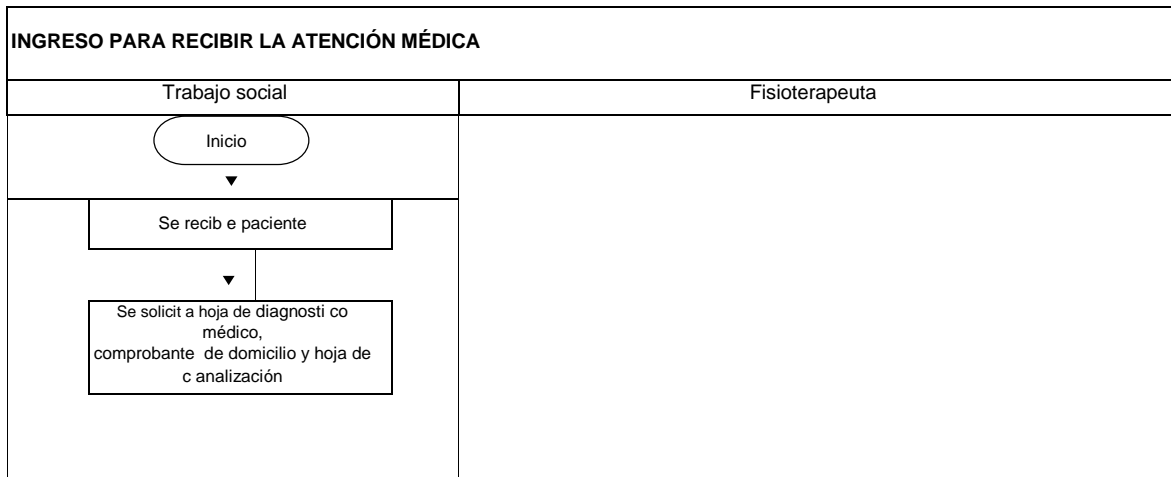 INGRESO PARA RECIBIR LA ATENCIÓN MÉDICA
Trabajo social
Fisioterapeuta
Inicio
Se recib e paciente
Se solicit a hoja de diagnosti co
médico,
comprobante de domicilio y hoja de
c analización